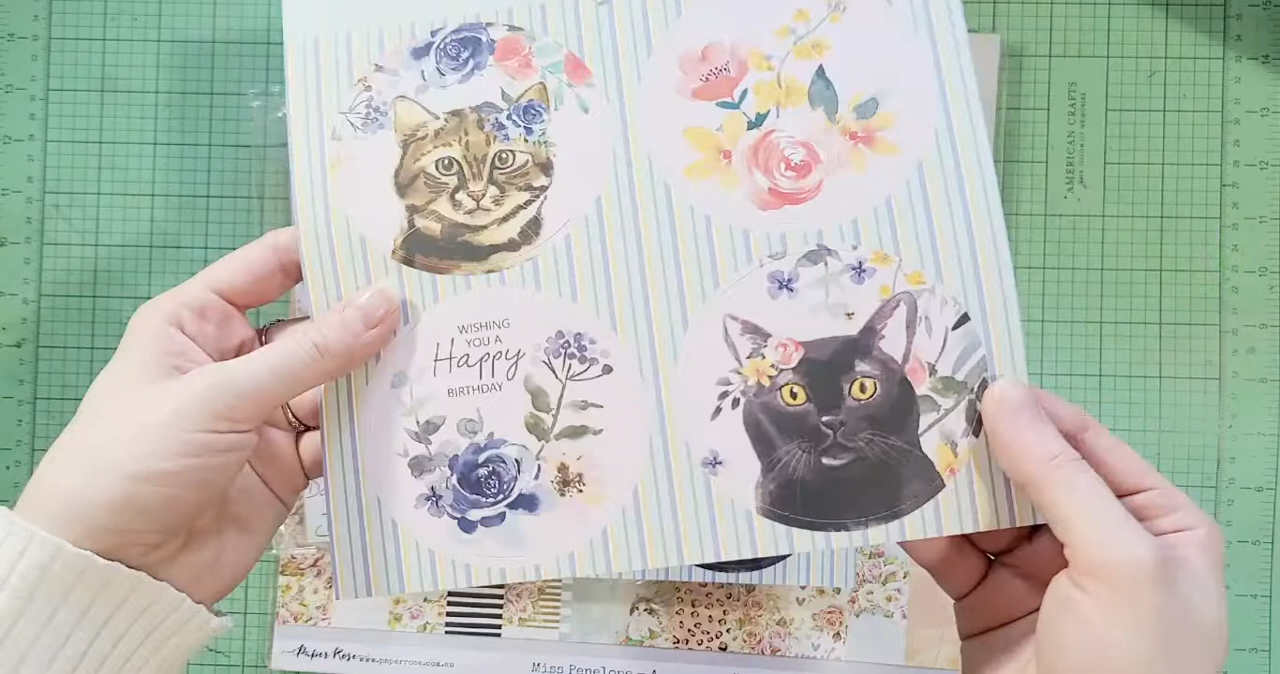 WISHING
YOU A
Happy
BIRTHDAY
AMERICAN CRAFTS
Paper Rose www.paperrose.com.au
Miss Penelope